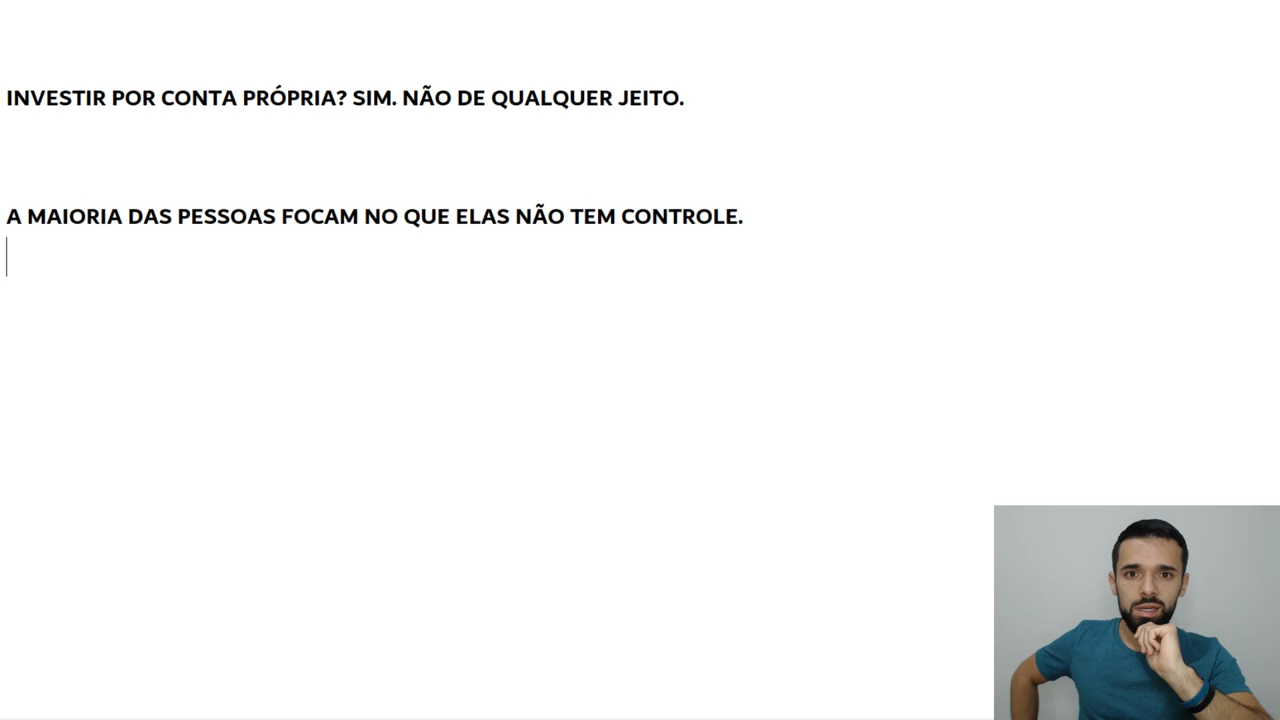 INVESTIR POR CONTA PRÓPRIA? SIM. NÃO DE QUALQUER JEITO.
A MAIORIA DAS PESSOAS FOCAM NO QUE ELAS NÃO TEM CONTROLE.